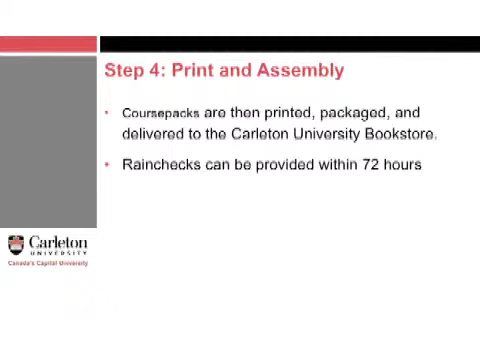 Step 4: Print and Assembly
• Coursepacks are then printed, packaged, and
delivered to the Carleton University Bookstore.
• Rainchecks can be provided within 72 hours
Carleton
UNIVERSITY
Canada's Capital University